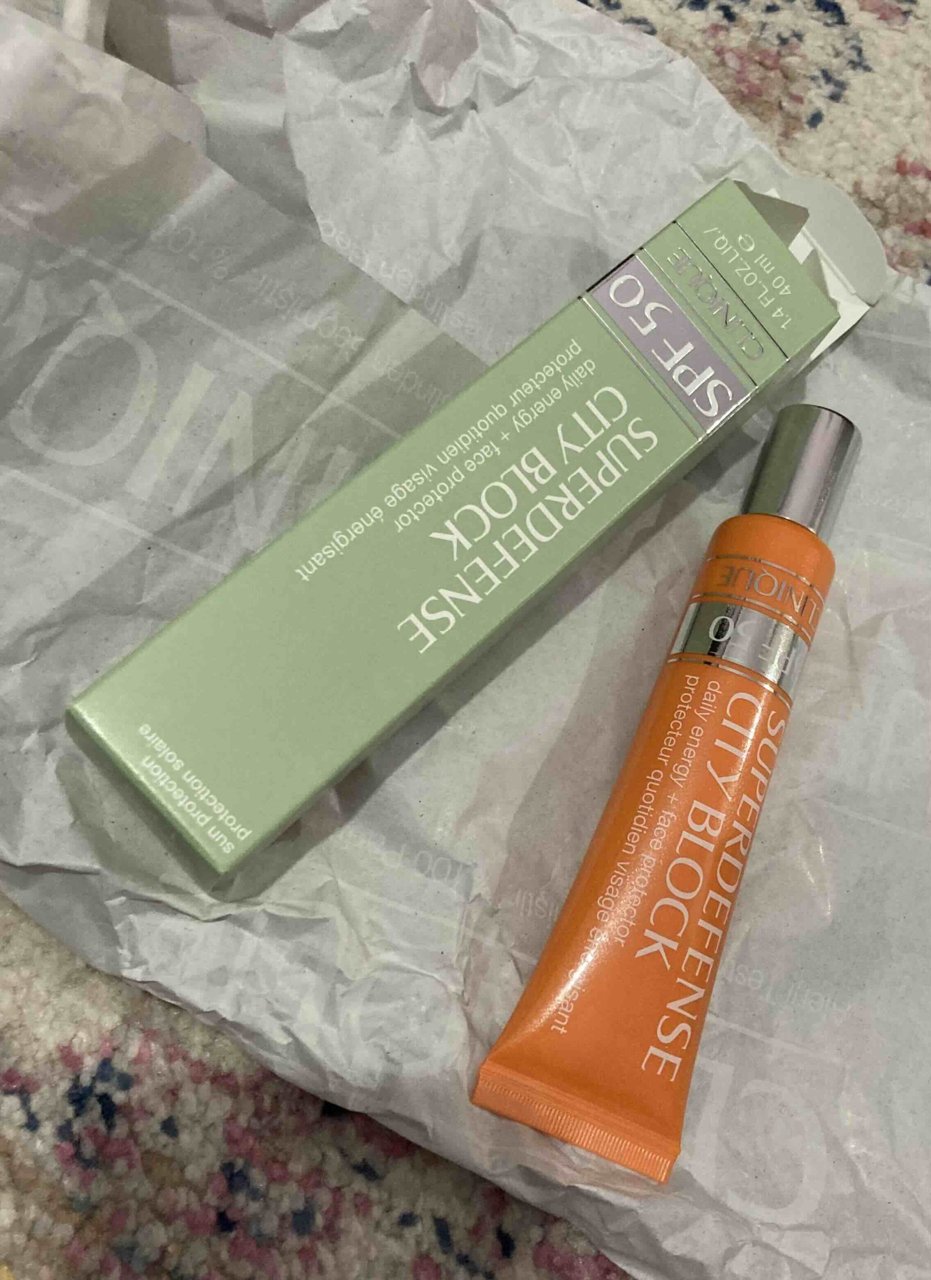 1.4 FL.OZ.LIQ./
40 ml e
CLINIQUE
SPF 50
SUPERDEFENSE
CITY BLOCK
daily energy + face protector
protecteur quotidien visage énergisant
sun protection
protection solaire
CLINIQUE
SUPERDEFENSE
CITY BLOCK
daily energy + face protector
protecteur quotidien visage